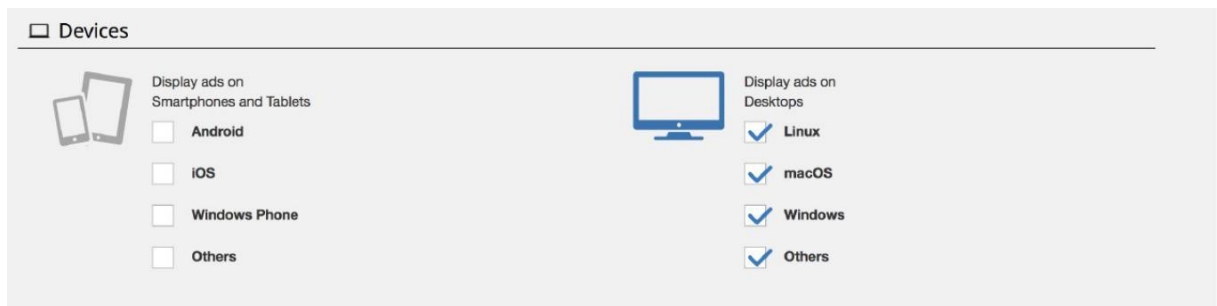 Devices
Display ads on
Smartphones and Tablets
Android
iOS
Windows Phone
Others
Display ads on
Desktops
Linux
macOS
Windows
Others